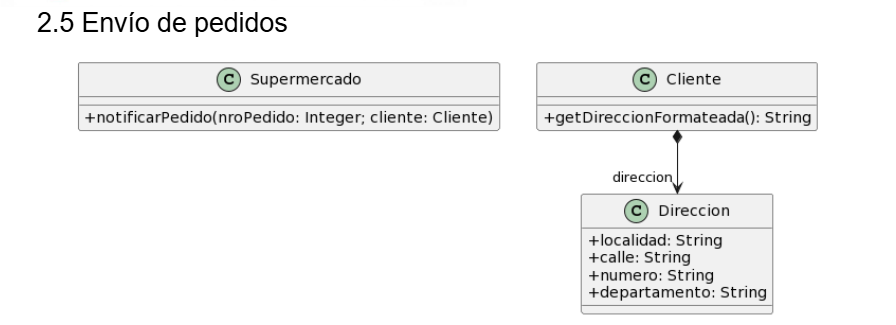 2.5 Envío de pedidos
C Supermercado
+notificarPedido(nroPedido: Integer; cliente: Cliente)
C Cliente
+getDireccionFormateada(): String
direccion
C Direccion
+localidad: String
+calle: String
+numero: String
+departamento: String